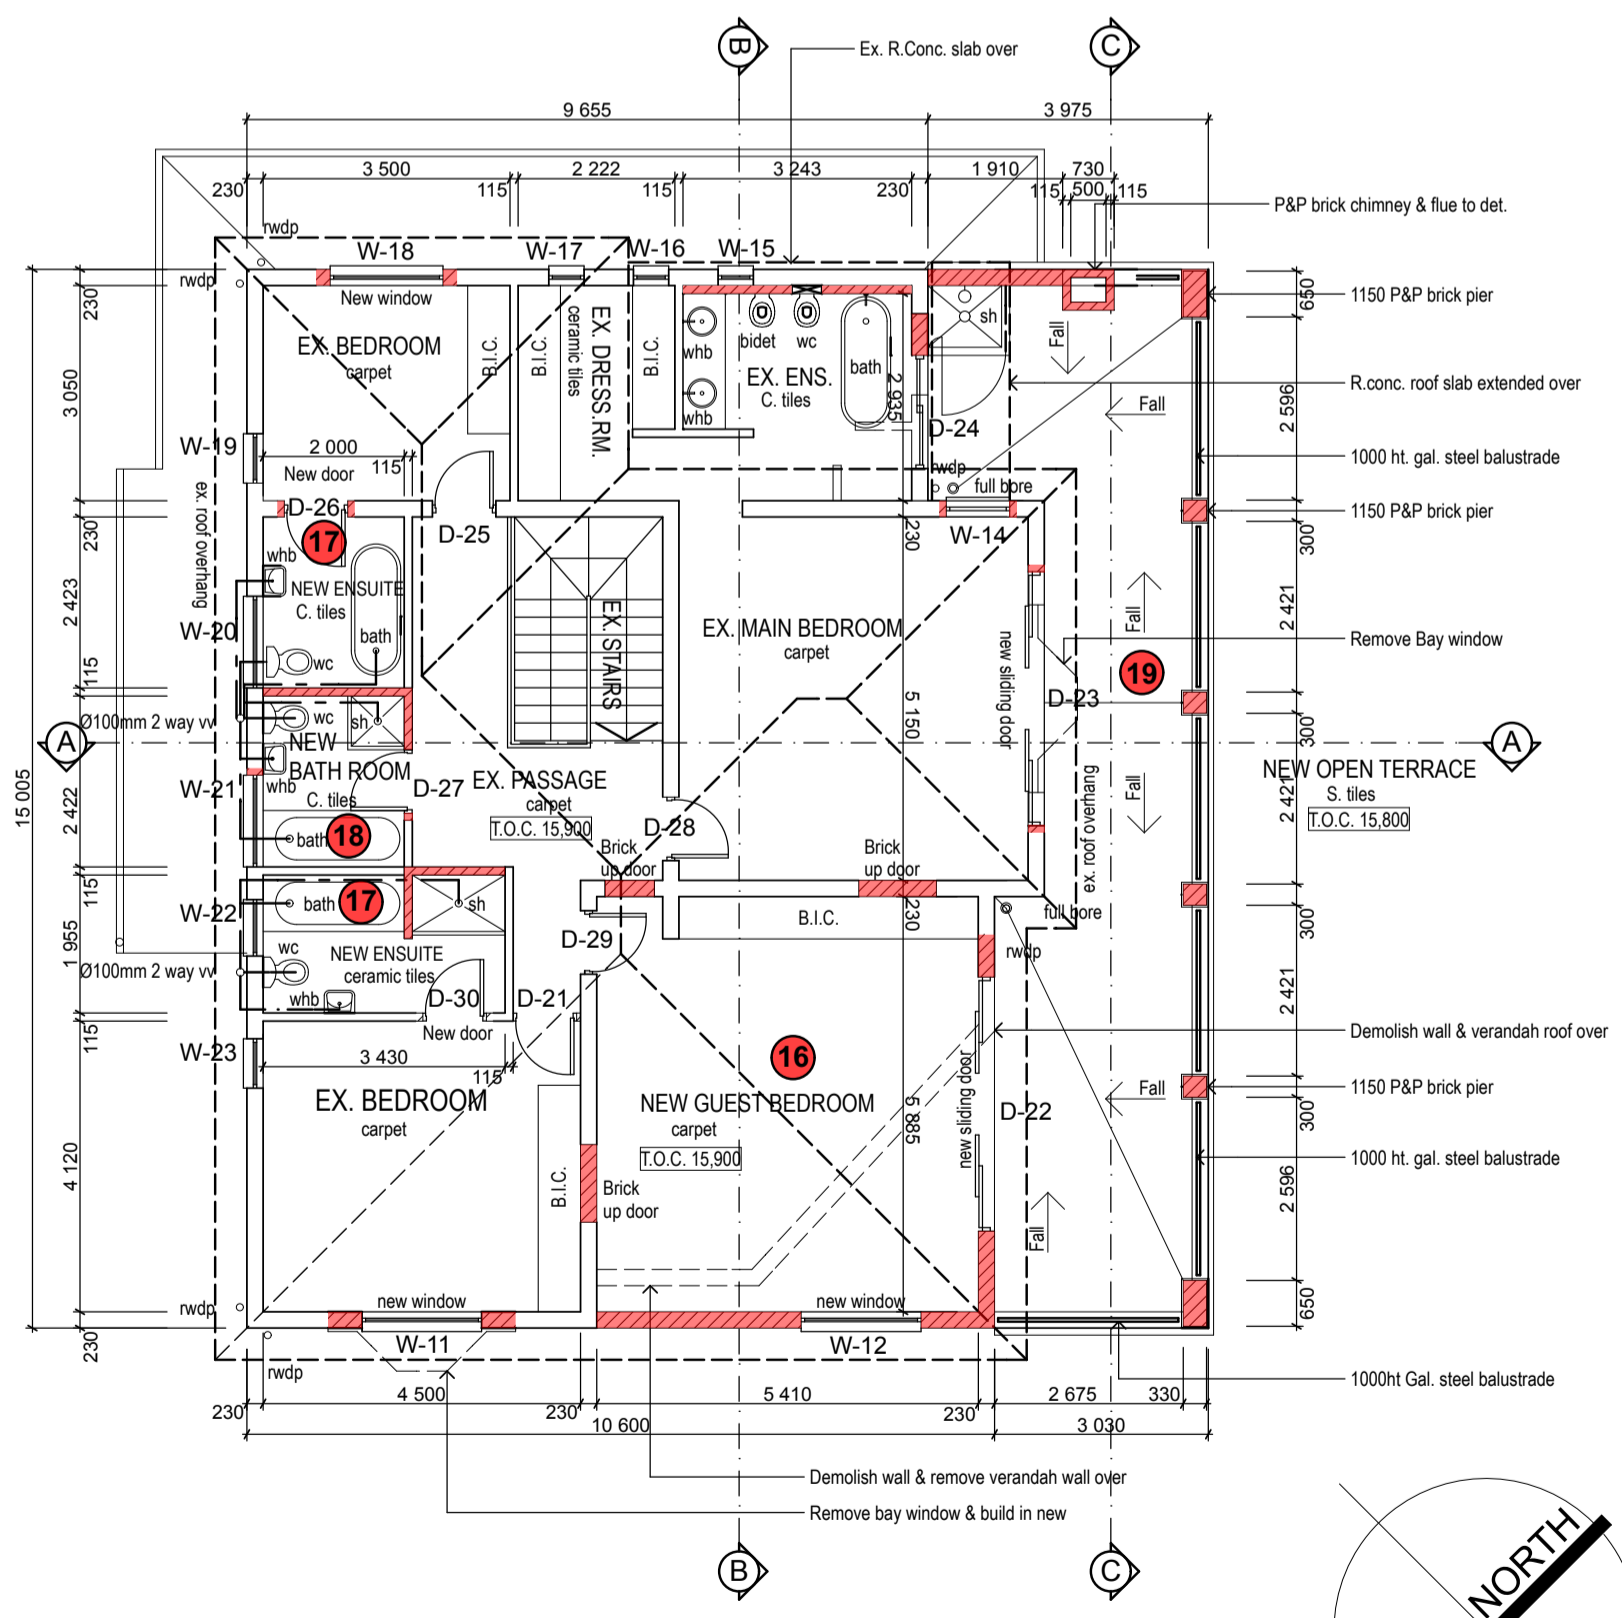 B
C
Ex. R.Conc. slab over
9 655
3 975
3 500
2 222
3 243
1 910
730
230
115
115
230
115
500
115
P&P brick chimney & flue to det.
rwdp
W-18
W-17
W-16
W-15
rwdp
New window
230
650
1150 P&P brick pier
EX. BEDROOM
carpet
B.I.C.
B.I.C.
EX. DRESS.RM.
ceramic tiles
B.I.C.
whb
whb
bidet
wc
EX. ENS.
C. tiles
bath
2 935
sh
Fall
Fall
R.conc. roof slab extended over
3 050
2 596
W-19
2 000
115
New door
D-24
rwdp
full bore
1000 ht. gal. steel balustrade
ex. roof overhang
D-26
17
D-25
230
230
W-14
1150 P&P brick pier
300
whb
NEW ENSUITE
C. tiles
2 423
W-20
bath
wc
EX. STAIRS
EX. MAIN BEDROOM
carpet
new sliding door
Fall
2 421
Remove Bay window
115
19
D-23
5 150
Ø100mm 2 way vv
wc
sh
300
A
A
NEW
BATH ROOM
C. tiles
whb
W-21
D-27
EX. PASSAGE
carpet
T.O.C. 15,900
NEW OPEN TERRACE
S. tiles
T.O.C. 15,800
Fall
2 421
15 005
2 422
bath
18
D-28
Brick
up door
Brick
up door
ex. roof overhang
115
W-22
bath
17
sh
D-29
B.I.C.
230
full bore
rwdp
300
1 955
Ø100mm 2 way vv
wc
NEW ENSUITE
ceramic tiles
whb
D-30
D-21
New door
2 421
115
W-23
3 430
115
16
Demolish wall & verandah roof over
EX. BEDROOM
carpet
NEW GUEST BEDROOM
carpet
T.O.C. 15,900
5 885
new sliding door
D-22
Fall
1150 P&P brick pier
300
4 120
B.I.C.
Brick
up door
1000 ht. gal. steel balustrade
Fall
2 596
rwdp
new window
new window
650
230
W-11
W-12
rwdp
1000ht Gal. steel balustrade
4 500
5 410
2 675
330
230
230
230
10 600
3 030
Demolish wall & remove verandah wall over
Remove bay window & build in new
B
C
NORTH